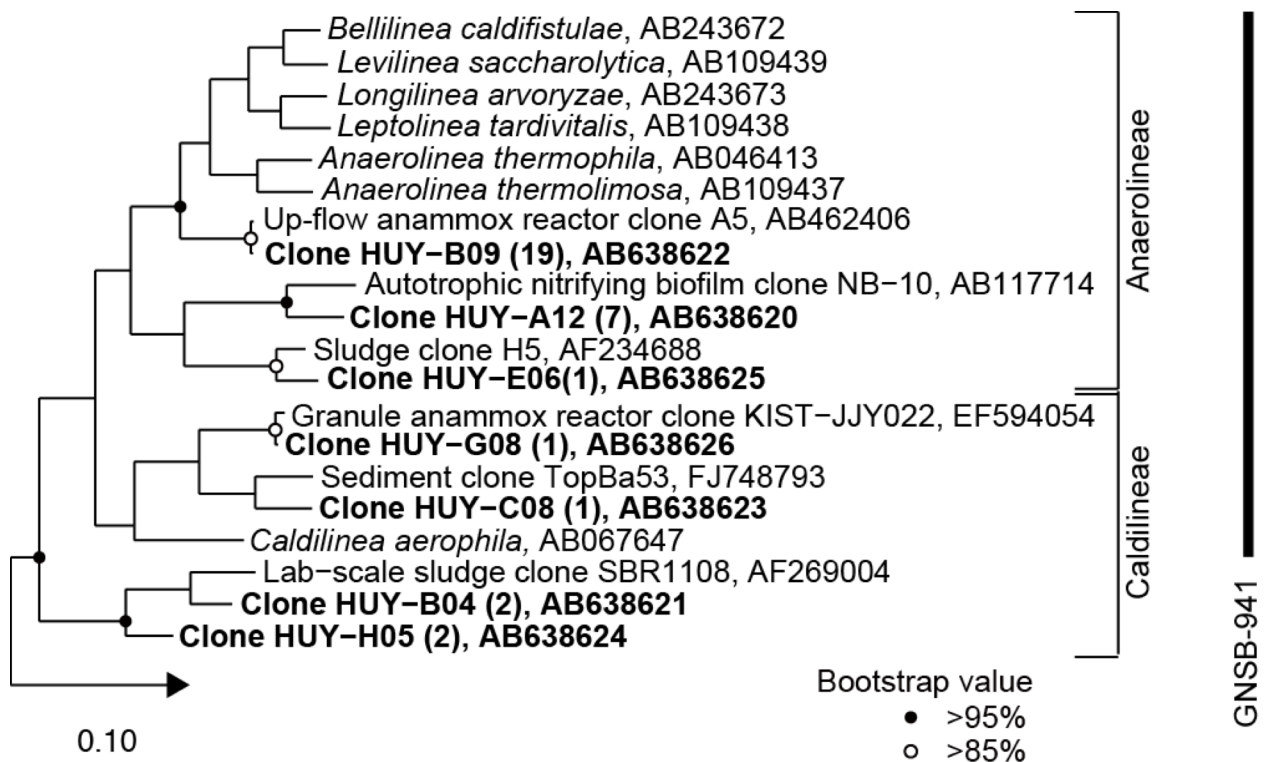 Bellilinea caldifistulae, AB243672
Levilinea saccharolytica, AB109439
Longilinea arvoryzae, AB243673
Leptolinea tardivitalis, AB109438
Anaerolinea thermophila, AB046413
Anaerolinea thermolimosa, AB109437
Up-flow anammox reactor clone A5, AB462406
Clone HUY−B09 (19), AB638622
Autotrophic nitrifying biofilm clone NB−10, AB117714
Clone HUY−A12 (7), AB638620
Sludge clone H5, AF234688
Clone HUY−E06(1), AB638625
Granule anammox reactor clone KIST−JJY022, EF594054
Clone HUY−G08 (1), AB638626
Sediment clone TopBa53, FJ748793
Clone HUY−C08 (1), AB638623
Caldilinea aerophila, AB067647
Lab−scale sludge clone SBR1108, AF269004
Clone HUY−B04 (2), AB638621
Clone HUY−H05 (2), AB638624
Anaerolineae
Caldilineae
GNSB-941
0.10
Bootstrap value
>95%
>85%